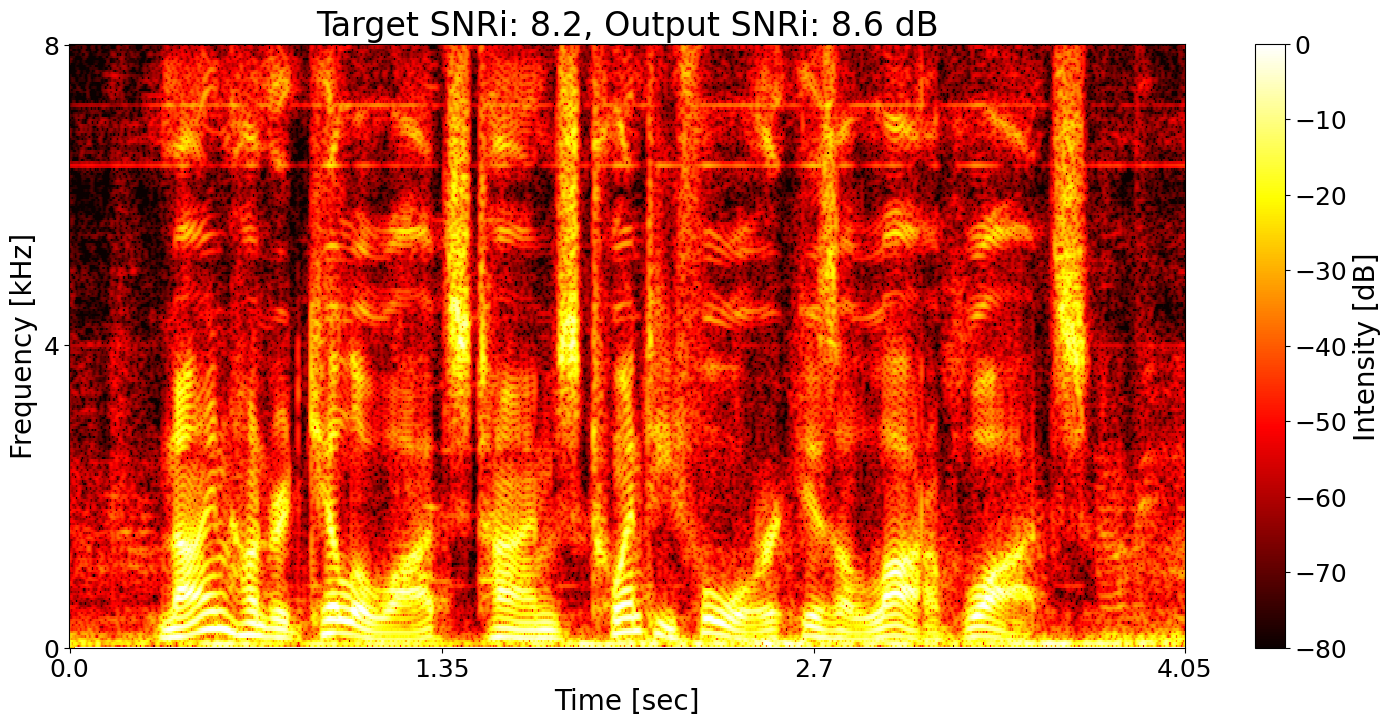 Target SNRi: 8.2, Output SNRi: 8.6 dB
8
4
0
Frequency [kHz]
0.0 1.35 2.7 4.05
Time [sec]
0
−10
−20
−30
−40
−50
−60
−70
−80
Intensity [dB]